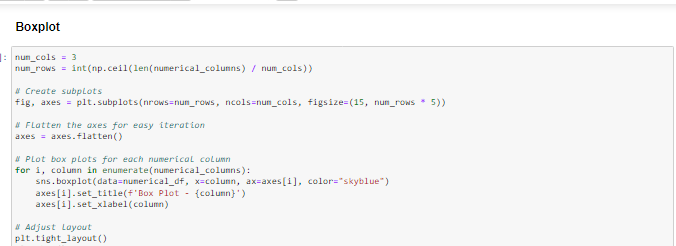 Boxplot
]:
num_cols = 3
num_rows = int(np.ceil(len(numerical_columns) / num_cols))
# Create subplots
fig, axes = plt.subplots(nrows=num_rows, ncols=num_cols, figsize=(15, num_rows * 5))
# Flatten the axes for easy iteration
axes = axes.flatten()
# Plot box plots for each numerical column
for i, column in enumerate(numerical_columns):
    sns.boxplot(data=numerical_df, x=column, ax=axes[i], color="skyblue")
    axes[i].set_title(f'Box Plot - {column}')
    axes[i].set_xlabel(column)
# Adjust layout
plt.tight_layout()